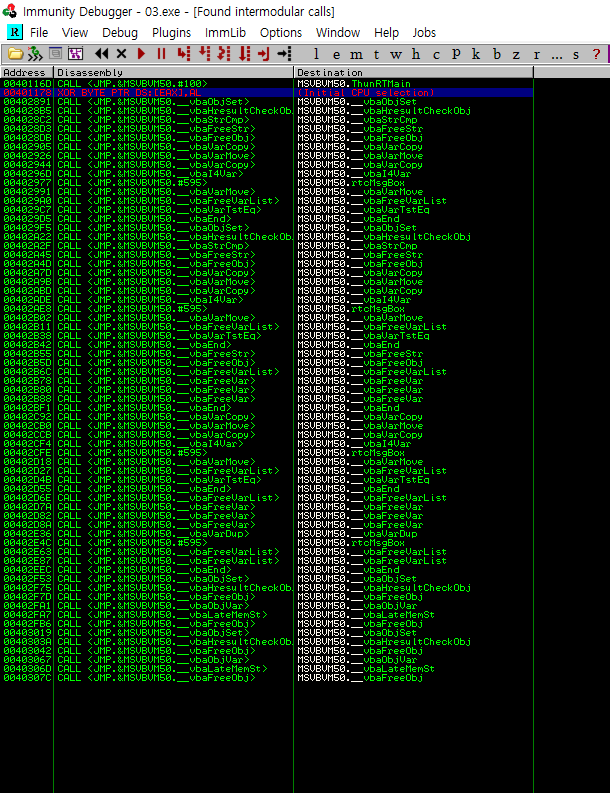 Immunity Debugger - 03.exe - [Found intermodular calls]
R File View Debug Plugins ImmLib Options Window Help Jobs
l e m t w h c p k b z r ... s ?
Address Disassembly Destination
0040116D CALL <JMP.&MSVBVM50.#100> MSVBVM50.ThunRTMain
00401178 XOR BYTE PTR DS:[EAX],AL (Initial CPU selection)
00402891 CALL <JMP.&MSVBVM50.__vbaObjSet> MSVBVM50.__vbaObjSet
004028B5 CALL <JMP.&MSVBVM50.__vbaHresultCheckOb. MSVBVM50.__vbaHresultCheckObj
004028C2 CALL <JMP.&MSVBVM50.__vbaStrCmp> MSVBVM50.__vbaStrCmp
004028D3 CALL <JMP.&MSVBVM50.__vbaFreeStr> MSVBVM50.__vbaFreeStr
004028DB CALL <JMP.&MSVBVM50.__vbaFreeObj> MSVBVM50.__vbaFreeObj
00402905 CALL <JMP.&MSVBVM50.__vbaVarCopy> MSVBVM50.__vbaVarCopy
00402926 CALL <JMP.&MSVBVM50.__vbaVarMove> MSVBVM50.__vbaVarMove
00402944 CALL <JMP.&MSVBVM50.__vbaVarCopy> MSVBVM50.__vbaVarCopy
0040296D CALL <JMP.&MSVBVM50.__vbaI4Var> MSVBVM50.__vbaI4Var
00402977 CALL <JMP.&MSVBVM50.#595> MSVBVM50.rtcMsgBox
00402991 CALL <JMP.&MSVBVM50.__vbaVarMove> MSVBVM50.__vbaVarMove
004029A0 CALL <JMP.&MSVBVM50.__vbaFreeVarList> MSVBVM50.__vbaFreeVarList
004029C7 CALL <JMP.&MSVBVM50.__vbaVarTstEq> MSVBVM50.__vbaVarTstEq
004029D5 CALL <JMP.&MSVBVM50.__vbaEnd> MSVBVM50.__vbaEnd
004029F5 CALL <JMP.&MSVBVM50.__vbaObjSet> MSVBVM50.__vbaObjSet
00402A22 CALL <JMP.&MSVBVM50.__vbaHresultCheckOb. MSVBVM50.__vbaHresultCheckObj
00402A2F CALL <JMP.&MSVBVM50.__vbaStrCmp> MSVBVM50.__vbaStrCmp
00402A45 CALL <JMP.&MSVBVM50.__vbaFreeStr> MSVBVM50.__vbaFreeStr
00402A4D CALL <JMP.&MSVBVM50.__vbaFreeObj> MSVBVM50.__vbaFreeObj
00402A7D CALL <JMP.&MSVBVM50.__vbaVarCopy> MSVBVM50.__vbaVarCopy
00402A9B CALL <JMP.&MSVBVM50.__vbaVarMove> MSVBVM50.__vbaVarMove
00402ABD CALL <JMP.&MSVBVM50.__vbaVarCopy> MSVBVM50.__vbaVarCopy
00402ADE CALL <JMP.&MSVBVM50.__vbaI4Var> MSVBVM50.__vbaI4Var
00402AE8 CALL <JMP.&MSVBVM50.#595> MSVBVM50.rtcMsgBox
00402B02 CALL <JMP.&MSVBVM50.__vbaVarMove> MSVBVM50.__vbaVarMove
00402B11 CALL <JMP.&MSVBVM50.__vbaFreeVarList> MSVBVM50.__vbaFreeVarList
00402B38 CALL <JMP.&MSVBVM50.__vbaVarTstEq> MSVBVM50.__vbaVarTstEq
00402B42 CALL <JMP.&MSVBVM50.__vbaEnd> MSVBVM50.__vbaEnd
00402B55 CALL <JMP.&MSVBVM50.__vbaFreeStr> MSVBVM50.__vbaFreeStr
00402B5D CALL <JMP.&MSVBVM50.__vbaFreeObj> MSVBVM50.__vbaFreeObj
00402B6C CALL <JMP.&MSVBVM50.__vbaFreeVarList> MSVBVM50.__vbaFreeVarList
00402B78 CALL <JMP.&MSVBVM50.__vbaFreeVar> MSVBVM50.__vbaFreeVar
00402B80 CALL <JMP.&MSVBVM50.__vbaFreeVar> MSVBVM50.__vbaFreeVar
00402B88 CALL <JMP.&MSVBVM50.__vbaFreeVar> MSVBVM50.__vbaFreeVar
00402BF1 CALL <JMP.&MSVBVM50.__vbaEnd> MSVBVM50.__vbaEnd
00402C92 CALL <JMP.&MSVBVM50.__vbaVarCopy> MSVBVM50.__vbaVarCopy
00402CB0 CALL <JMP.&MSVBVM50.__vbaVarMove> MSVBVM50.__vbaVarMove
00402CCB CALL <JMP.&MSVBVM50.__vbaVarCopy> MSVBVM50.__vbaVarCopy
00402CF4 CALL <JMP.&MSVBVM50.__vbaI4Var> MSVBVM50.__vbaI4Var
00402CFE CALL <JMP.&MSVBVM50.#595> MSVBVM50.rtcMsgBox
00402D18 CALL <JMP.&MSVBVM50.__vbaVarMove> MSVBVM50.__vbaVarMove
00402D27 CALL <JMP.&MSVBVM50.__vbaFreeVarList> MSVBVM50.__vbaFreeVarList
00402D4B CALL <JMP.&MSVBVM50.__vbaVarTstEq> MSVBVM50.__vbaVarTstEq
00402D55 CALL <JMP.&MSVBVM50.__vbaEnd> MSVBVM50.__vbaEnd
00402D6E CALL <JMP.&MSVBVM50.__vbaFreeVarList> MSVBVM50.__vbaFreeVarList
00402D7A CALL <JMP.&MSVBVM50.__vbaFreeVar> MSVBVM50.__vbaFreeVar
00402D82 CALL <JMP.&MSVBVM50.__vbaFreeVar> MSVBVM50.__vbaFreeVar
00402D8A CALL <JMP.&MSVBVM50.__vbaFreeVar> MSVBVM50.__vbaFreeVar
00402E36 CALL <JMP.&MSVBVM50.__vbaVarDup> MSVBVM50.__vbaVarDup
00402E4C CALL <JMP.&MSVBVM50.#595> MSVBVM50.rtcMsgBox
00402E63 CALL <JMP.&MSVBVM50.__vbaFreeVarList> MSVBVM50.__vbaFreeVarList
00402E87 CALL <JMP.&MSVBVM50.__vbaFreeVarList> MSVBVM50.__vbaFreeVarList
00402EEC CALL <JMP.&MSVBVM50.__vbaEnd> MSVBVM50.__vbaEnd
00402F53 CALL <JMP.&MSVBVM50.__vbaObjSet> MSVBVM50.__vbaObjSet
00402F75 CALL <JMP.&MSVBVM50.__vbaHresultCheckOb. MSVBVM50.__vbaHresultCheckObj
00402F7D CALL <JMP.&MSVBVM50.__vbaFreeObj> MSVBVM50.__vbaFreeObj
00402FA1 CALL <JMP.&MSVBVM50.__vbaObjVar> MSVBVM50.__vbaObjVar
00402FA7 CALL <JMP.&MSVBVM50.__vbaLateMemSt> MSVBVM50.__vbaLateMemSt
00402FB6 CALL <JMP.&MSVBVM50.__vbaFreeObj> MSVBVM50.__vbaFreeObj
00403019 CALL <JMP.&MSVBVM50.__vbaObjSet> MSVBVM50.__vbaObjSet
0040303A CALL <JMP.&MSVBVM50.__vbaHresultCheckOb. MSVBVM50.__vbaHresultCheckObj
00403042 CALL <JMP.&MSVBVM50.__vbaFreeObj> MSVBVM50.__vbaFreeObj
00403067 CALL <JMP.&MSVBVM50.__vbaObjVar> MSVBVM50.__vbaObjVar
0040306D CALL <JMP.&MSVBVM50.__vbaLateMemSt> MSVBVM50.__vbaLateMemSt
0040307C CALL <JMP.&MSVBVM50.__vbaFreeObj> MSVBVM50.__vbaFreeObj